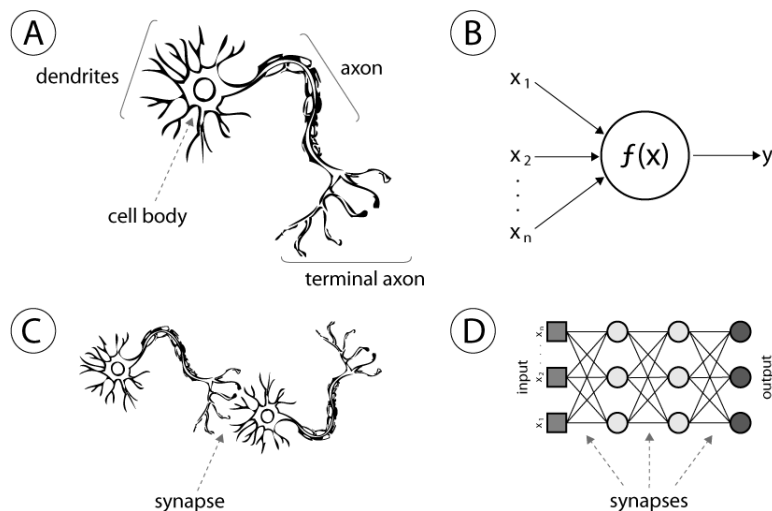 A
dendrites
axon
cell body
terminal axon
B
x1
x2
xn
f(x)
y
C
synapse
D
input
xn
x2
x1
output
synapses